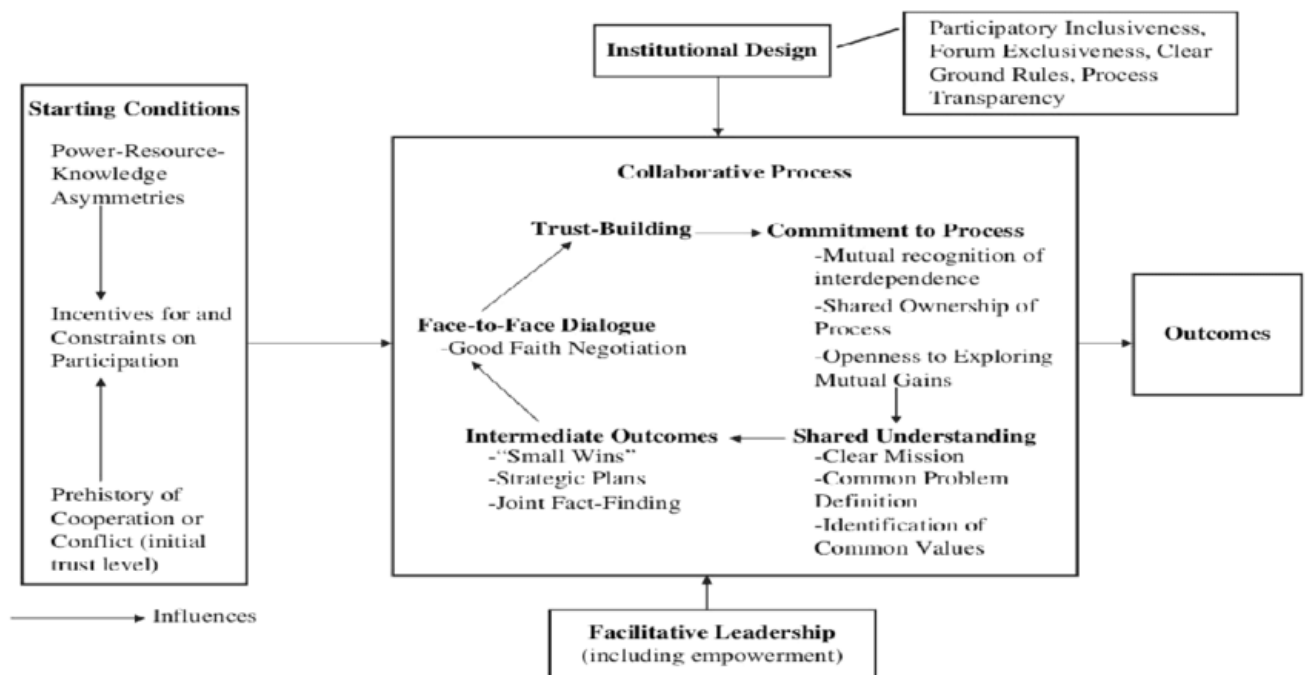 Institutional Design
Participatory Inclusiveness,
Forum Exclusiveness, Clear
Ground Rules, Process
Transparency
Starting Conditions
Power-Resource-
Knowledge
Asymmetries
Incentives for and
Constraints on
Participation
Prehistory of
Cooperation or
Conflict (initial
trust level)
Influences
Collaborative Process
Trust-Building
Commitment to Process
-Mutual recognition of
interdependence
-Shared Ownership of
Process
-Openness to Exploring
Mutual Gains
Face-to-Face Dialogue
-Good Faith Negotiation
Intermediate Outcomes
-“Small Wins”
-Strategic Plans
-Joint Fact-Finding
Shared Understanding
-Clear Mission
-Common Problem
Definition
-Identification of
Common Values
Outcomes
Facilitative Leadership
(including empowerment)